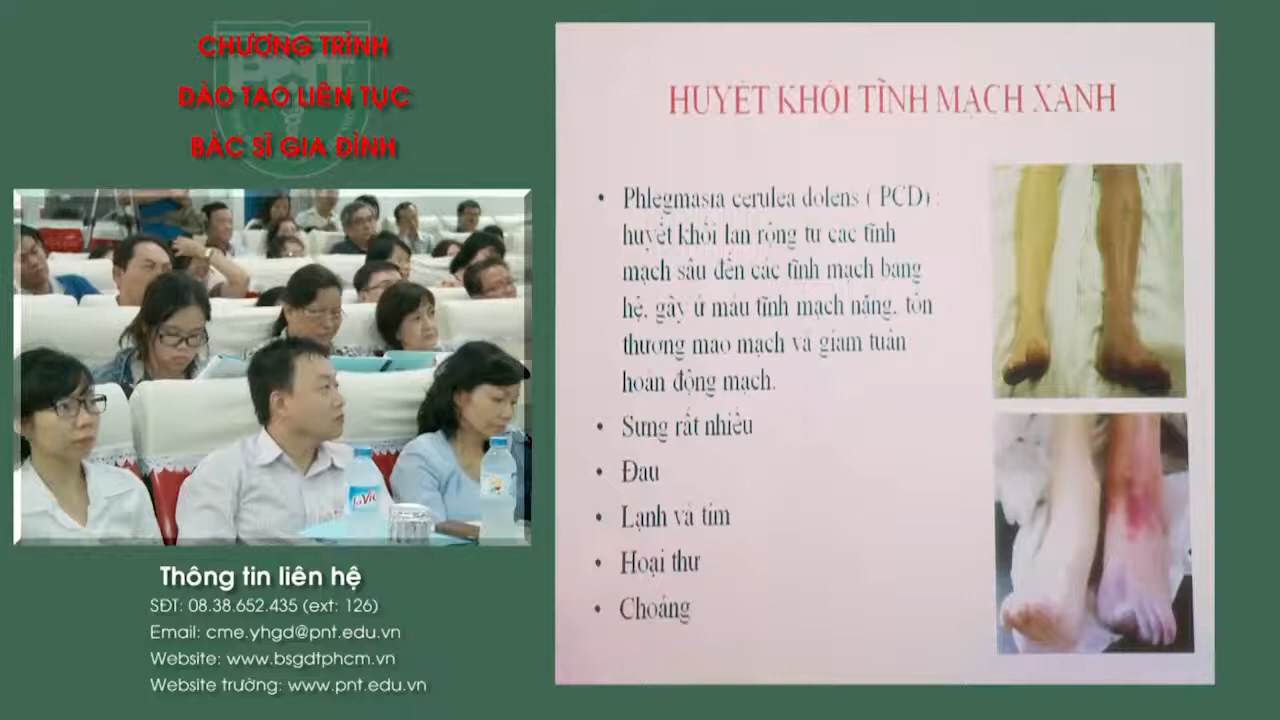 CHƯƠNG TRÌNH
ĐÀO TẠO LIÊN TỤC
BÁC SĨ GIA ĐÌNH
PNT
LaVie
Thông tin liên hệ
SĐT: 08.38.652.435 (ext: 126)
Email: cme.yhgd@pnt.edu.vn
Website: www.bsgdtphcm.vn
Website trường: www.pnt.edu.vn
HUYẾT KHỐI TĨNH MẠCH XANH
• Phlegmasia cerulea dolens ( PCD) :
huyết khối lan rộng từ các tĩnh
mạch sâu đến các tĩnh mạch bàng
hệ, gây ứ máu tĩnh mạch nặng, tổn
thương mao mạch và giảm tuần
hoàn động mạch.
• Sưng rất nhiều
• Đau
• Lạnh và tím
• Hoại thư
• Choáng